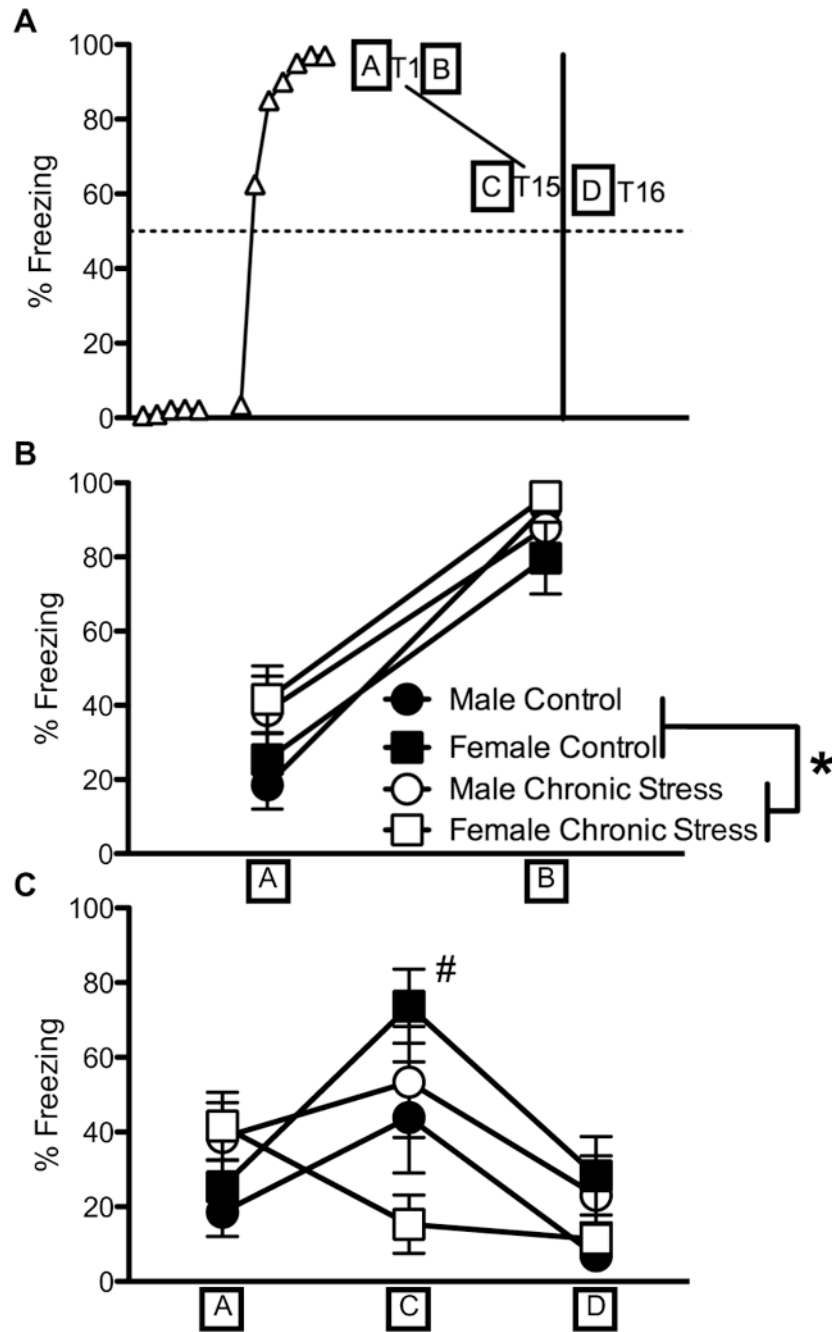 A
% Freezing
100
80
60
40
20
0
A T1 B
C T15 D T16
B
% Freezing
100
80
60
40
20
0
Male Control
Female Control
Male Chronic Stress
Female Chronic Stress
*
A B
C
% Freezing
100
80
60
40
20
0
#
A C D